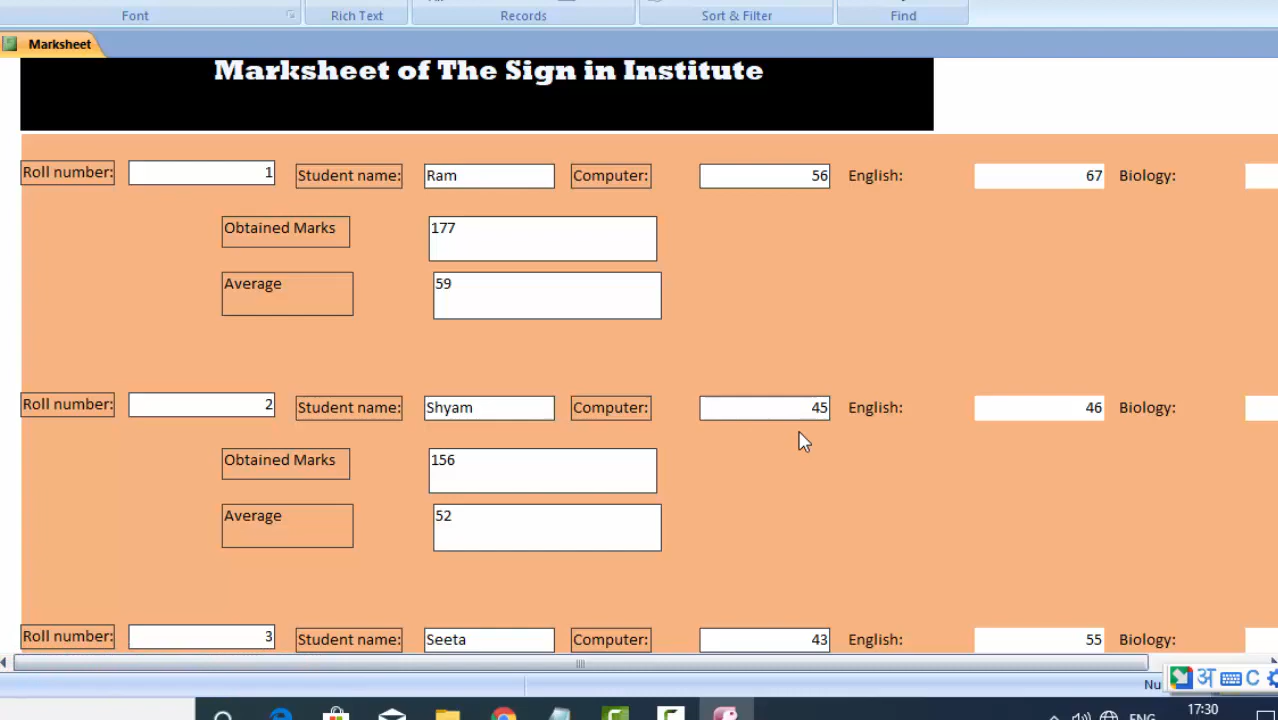 Font Rich Text Records Sort & Filter Find
Marksheet
Marksheet of The Sign in Institute
Roll number: 1 Student name: Ram Computer: 56 English: 67 Biology:
Obtained Marks 177
Average 59
Roll number: 2 Student name: Shyam Computer: 45 English: 46 Biology:
Obtained Marks 156
Average 52
Roll number: 3 Student name: Seeta Computer: 43 English: 55 Biology:
Nu
अ C
ENG 17:30